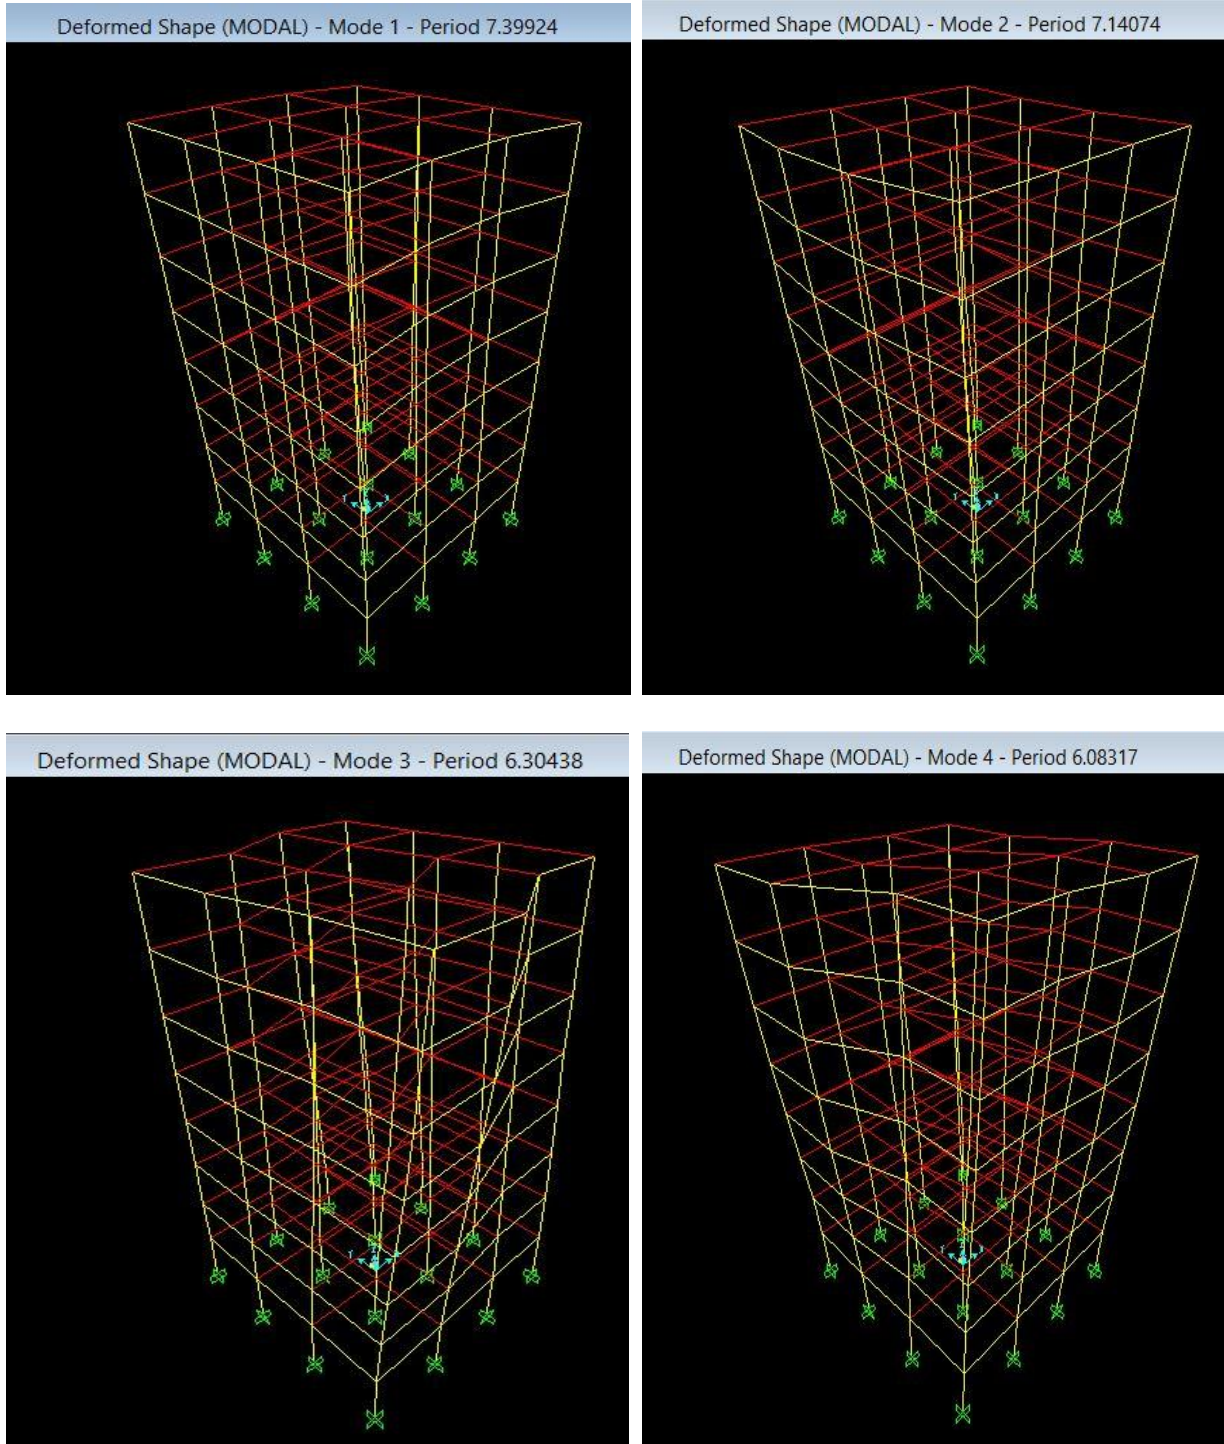 Deformed Shape (MODAL) - Mode 1 - Period 7.39924
Deformed Shape (MODAL) - Mode 2 - Period 7.14074
Deformed Shape (MODAL) - Mode 3 - Period 6.30438
Deformed Shape (MODAL) - Mode 4 - Period 6.08317